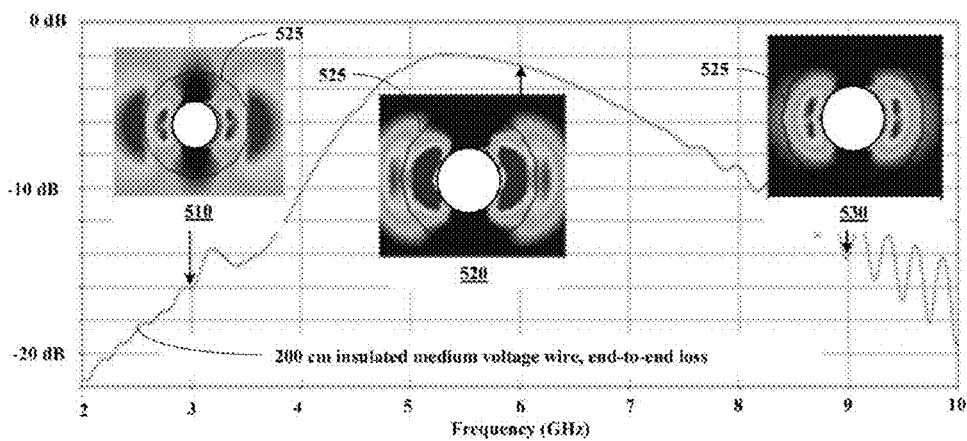 0 dB
525
525
525
-10 dB
510
520
530
200 cm insulated medium voltage wire, end-to-end loss
-20 dB
2 3 4 5 6 7 8 9 10
Frequency (GHz)